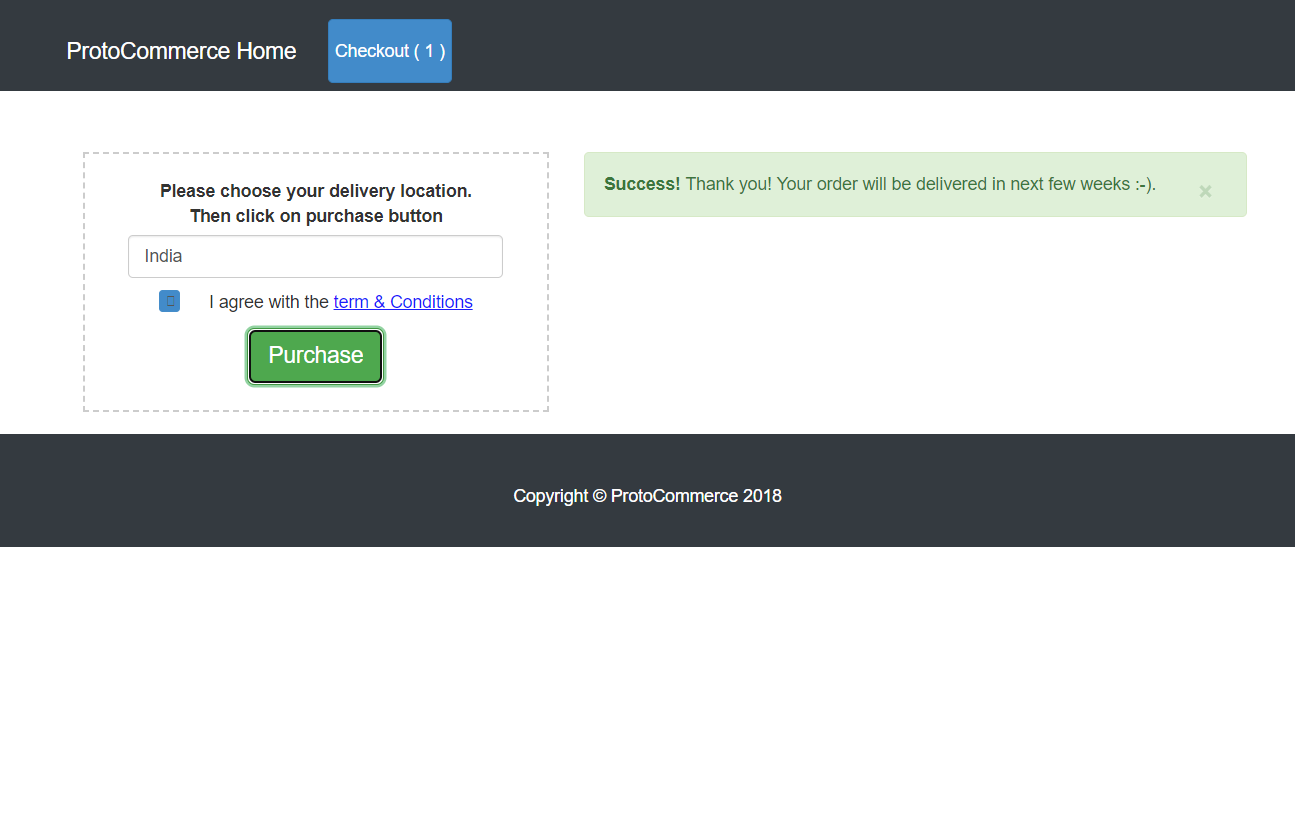 ProtoCommerce Home
Checkout ( 1 )
Please choose your delivery location.
Then click on purchase button
India
I agree with the term & Conditions
Purchase
Success! Thank you! Your order will be delivered in next few weeks :-).
×
Copyright © ProtoCommerce 2018